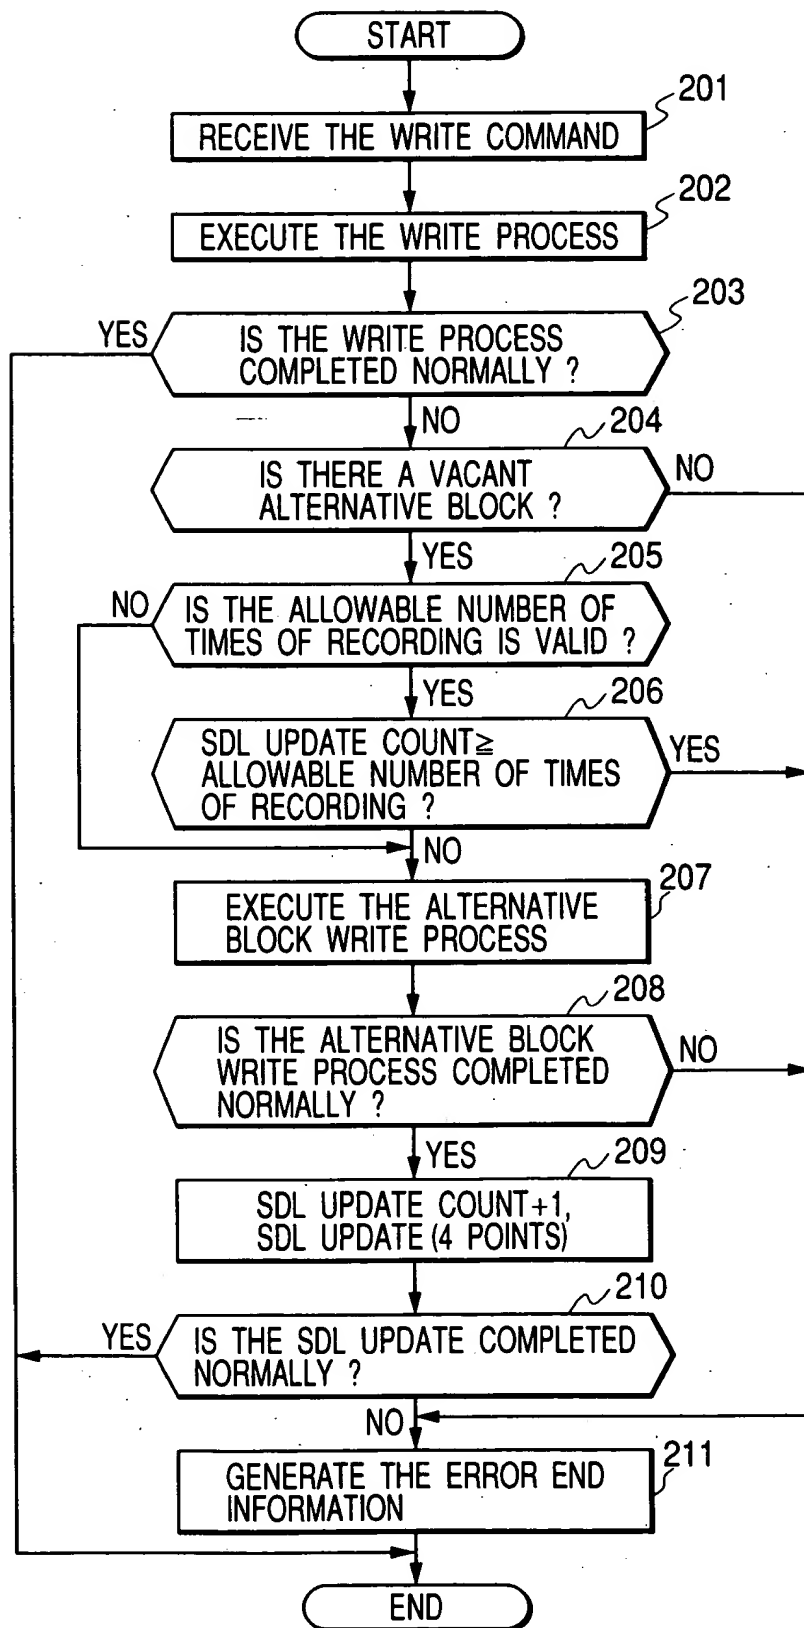 START
201
RECEIVE THE WRITE COMMAND
202
EXECUTE THE WRITE PROCESS
203
YES
IS THE WRITE PROCESS
COMPLETED NORMALLY ?
NO
204
IS THERE A VACANT
ALTERNATIVE BLOCK ?
NO
YES
205
NO
IS THE ALLOWABLE NUMBER OF
TIMES OF RECORDING IS VALID ?
YES
206
SDL UPDATE COUNT≧
ALLOWABLE NUMBER OF TIMES
OF RECORDING ?
YES
NO
207
EXECUTE THE ALTERNATIVE
BLOCK WRITE PROCESS
208
IS THE ALTERNATIVE BLOCK
WRITE PROCESS COMPLETED
NORMALLY ?
NO
YES
209
SDL UPDATE COUNT+1,
SDL UPDATE (4 POINTS)
210
YES
IS THE SDL UPDATE COMPLETED
NORMALLY ?
NO
211
GENERATE THE ERROR END
INFORMATION
END